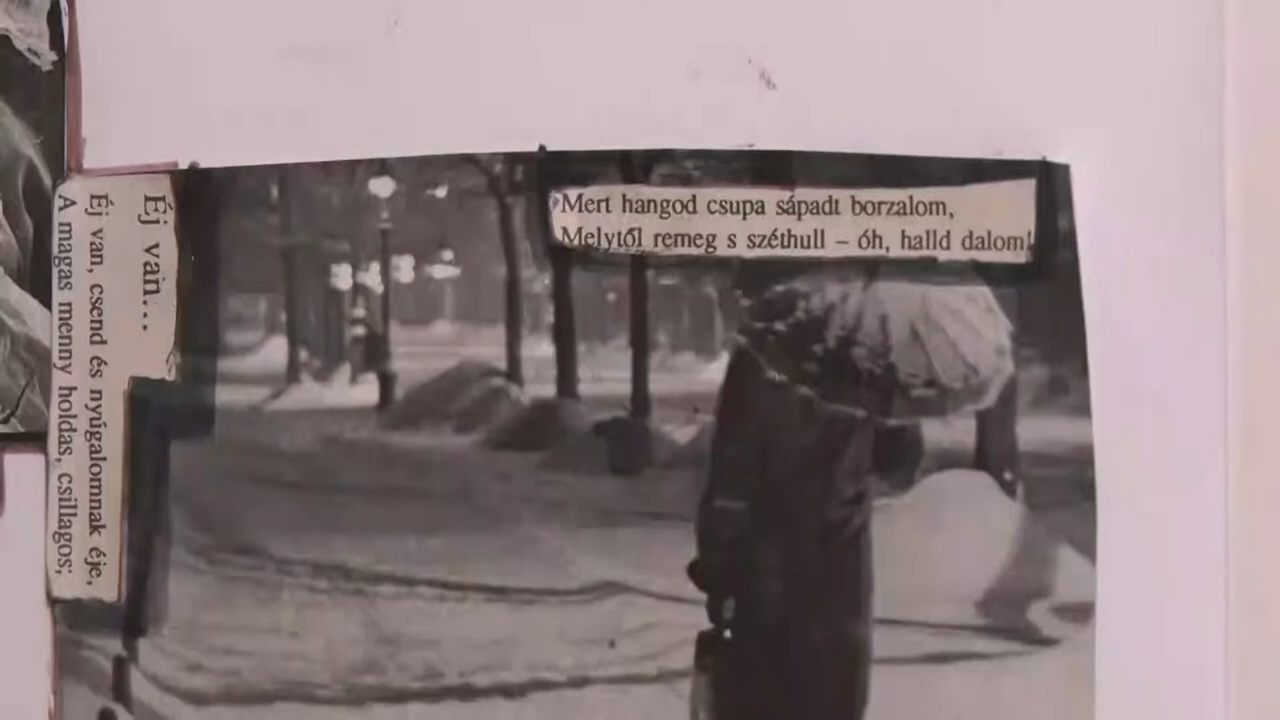 Éj van...
Éj van, csend és nyúgalomnak éje,
A magas menny holdas, csillagos;
Mert hangod csupa sápadt borzalom,
Melytől remeg s széthull – óh, halld dalom!